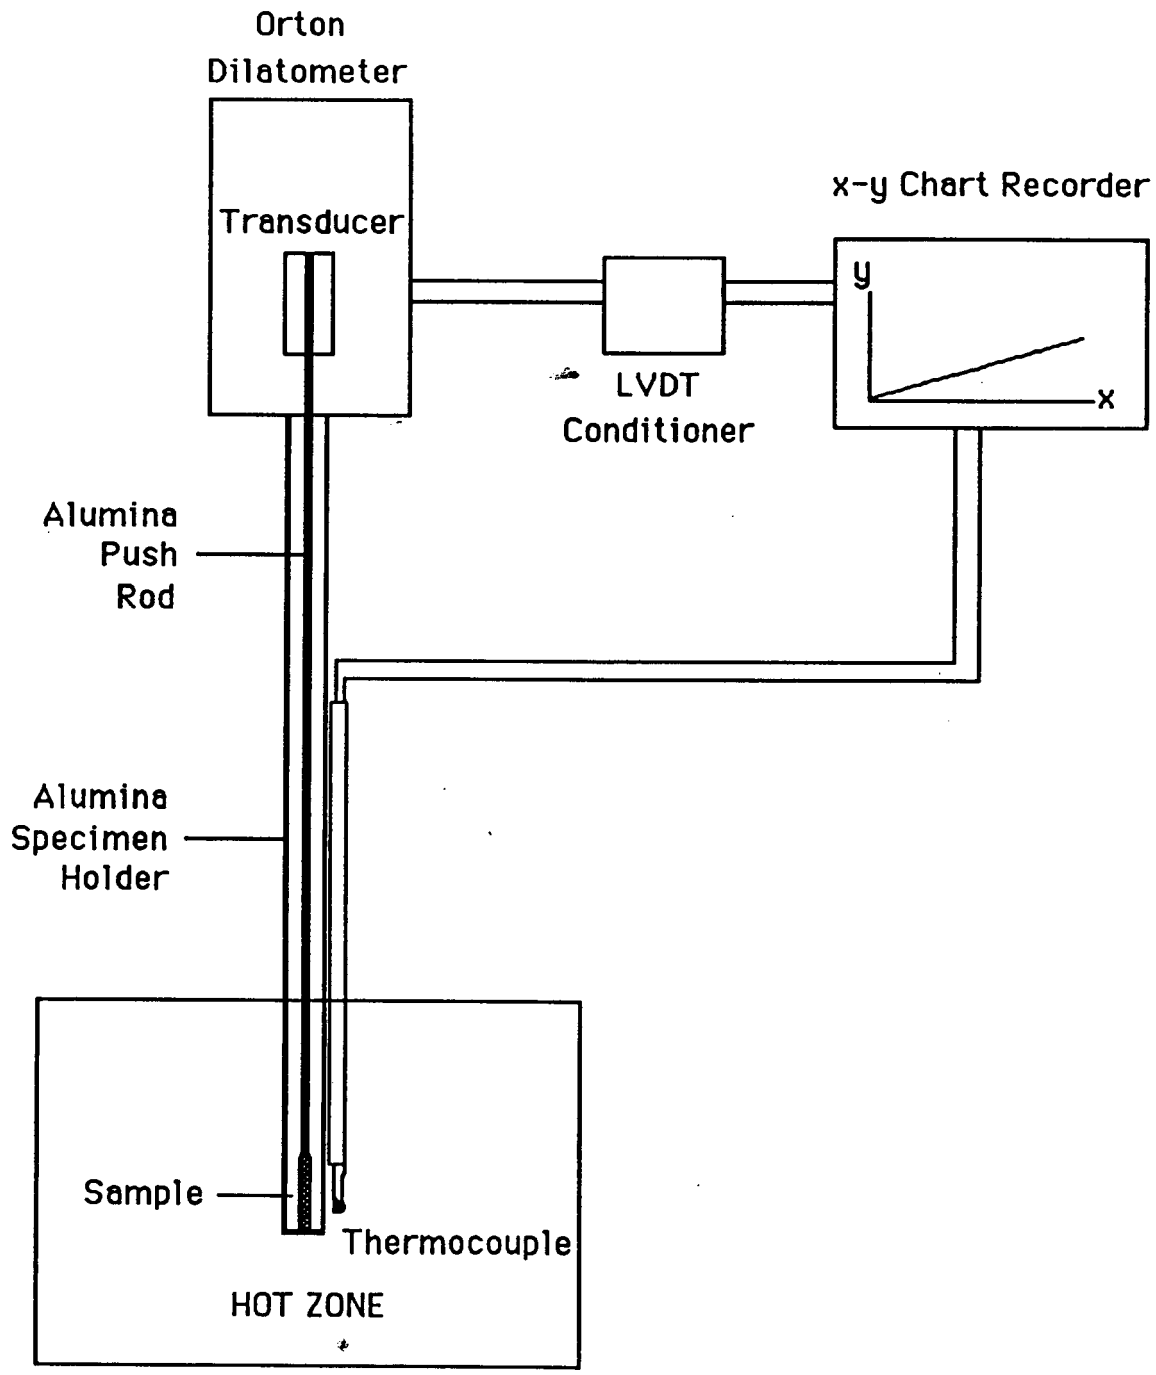 Orton
Dilatometer
x-y Chart Recorder
Transducer
y
x
LVDT
Conditioner
Alumina
Push
Rod
Alumina
Specimen
Holder
Sample
Thermocouple
HOT ZONE